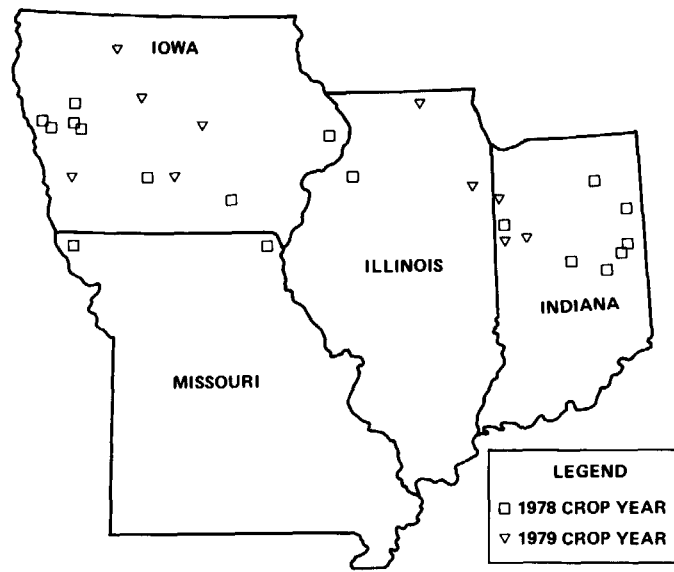 IOWA
ILLINOIS
INDIANA
MISSOURI
LEGEND
1978 CROP YEAR
1979 CROP YEAR